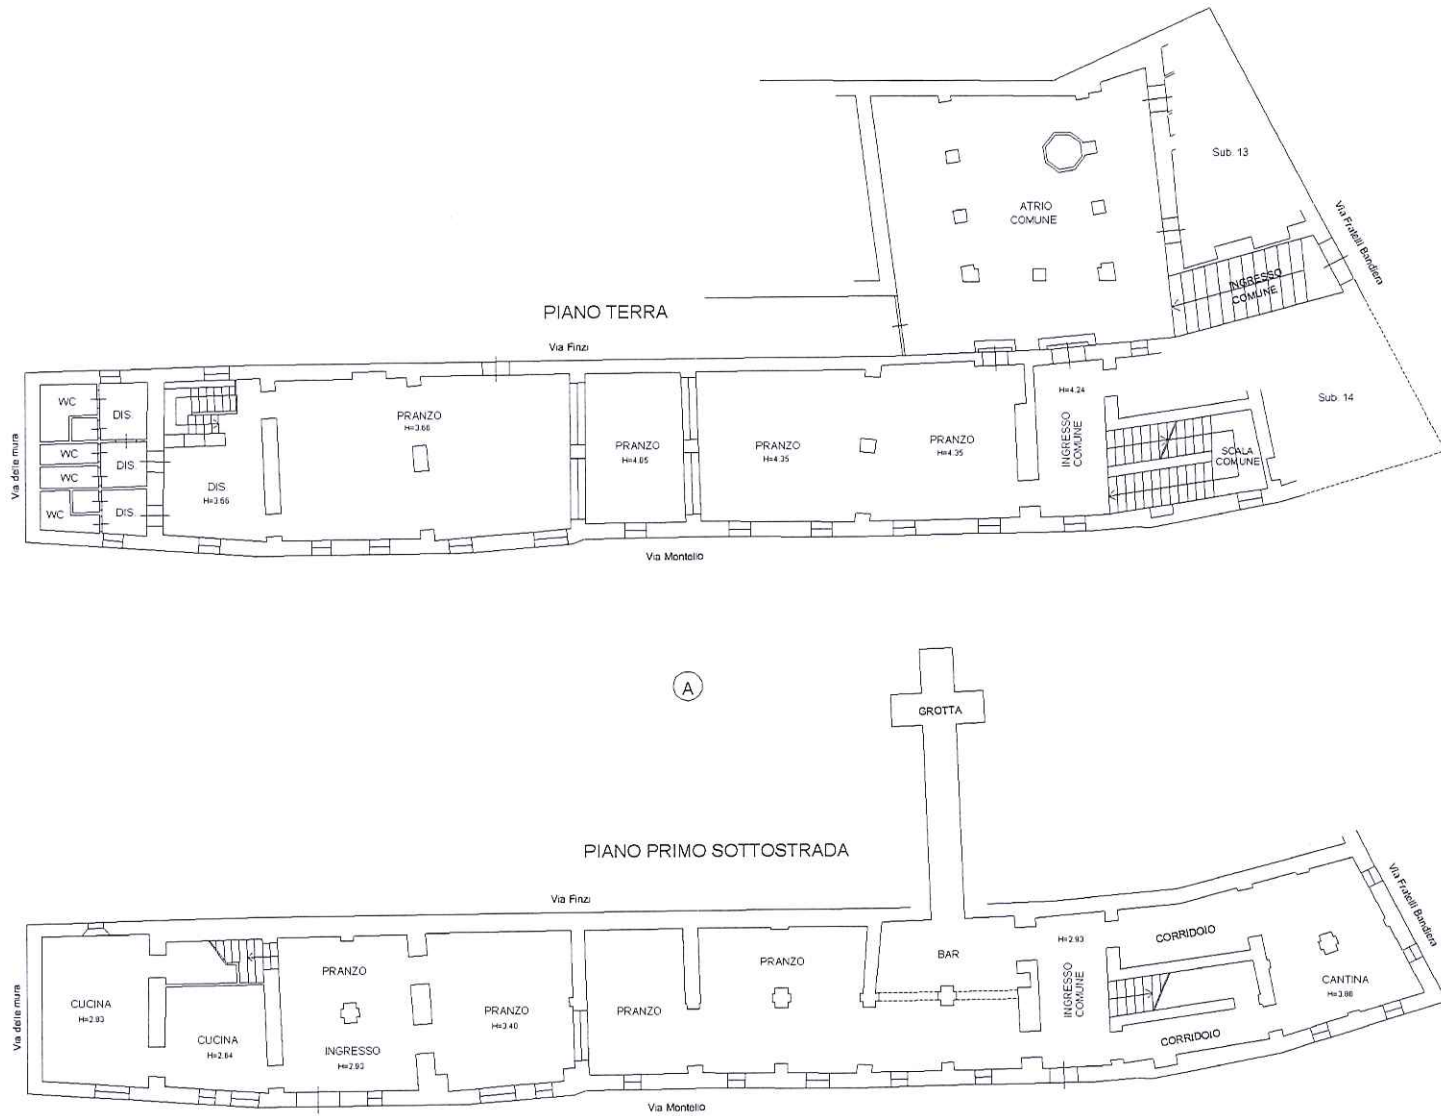 Sub. 13
ATRIO
COMUNE
Via Fratelli Bandiera
INGRESSO
COMUNE
PIANO TERRA
Via Finzi
Via delle mura
WC
WC
WC
WC
DIS.
DIS.
DIS.
DIS.
H=3.66
PRANZO
H=3.66
PRANZO
H=4.05
PRANZO
H=4.35
PRANZO
H=4.35
H=4.24
INGRESSO
COMUNE
SCALA
COMUNE
Sub. 14
Via Montello
A
GROTTA
PIANO PRIMO SOTTOSTRADA
Via Finzi
Via Fratelli Bandiera
Via delle mura
CUCINA
H=2.93
CUCINA
H=2.64
PRANZO
INGRESSO
H=2.93
PRANZO
H=3.40
PRANZO
PRANZO
BAR
H=2.93
INGRESSO
COMUNE
CORRIDOIO
CORRIDOIO
CANTINA
H=3.86
Via Montello